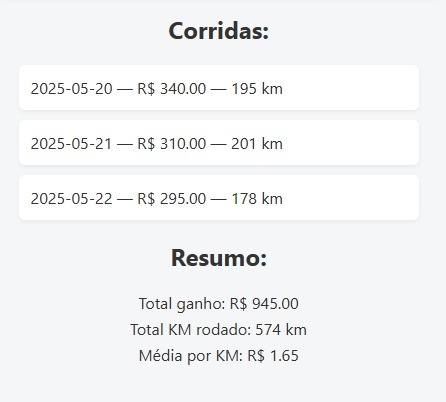 Corridas:
2025-05-20 — R$ 340.00 — 195 km
2025-05-21 — R$ 310.00 — 201 km
2025-05-22 — R$ 295.00 — 178 km
Resumo:
Total ganho: R$ 945.00
Total KM rodado: 574 km
Média por KM: R$ 1.65